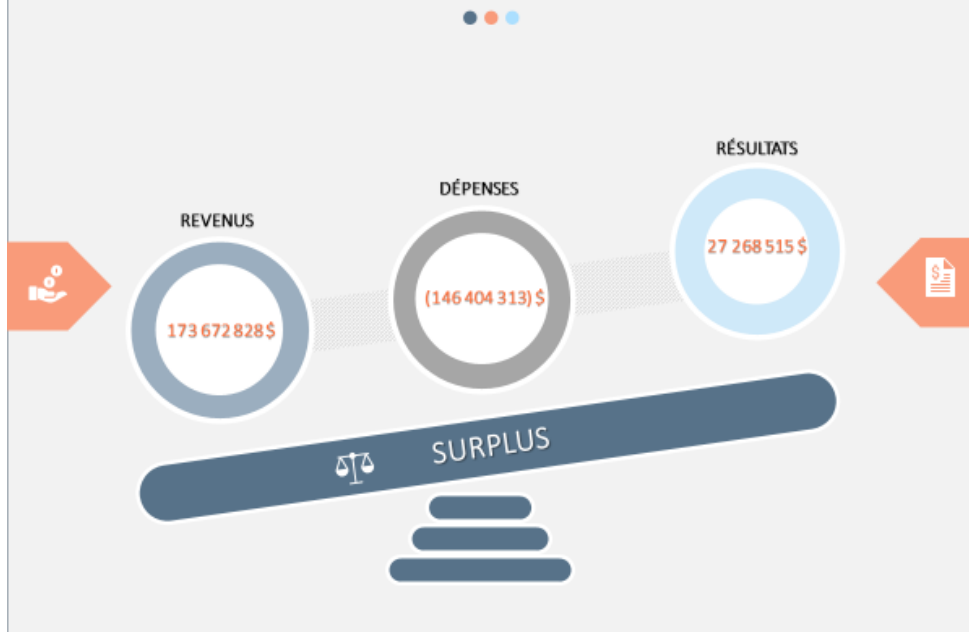 REVENUS
173 672 828 $
DÉPENSES
(146 404 313) $
RÉSULTATS
27 268 515 $
SURPLUS